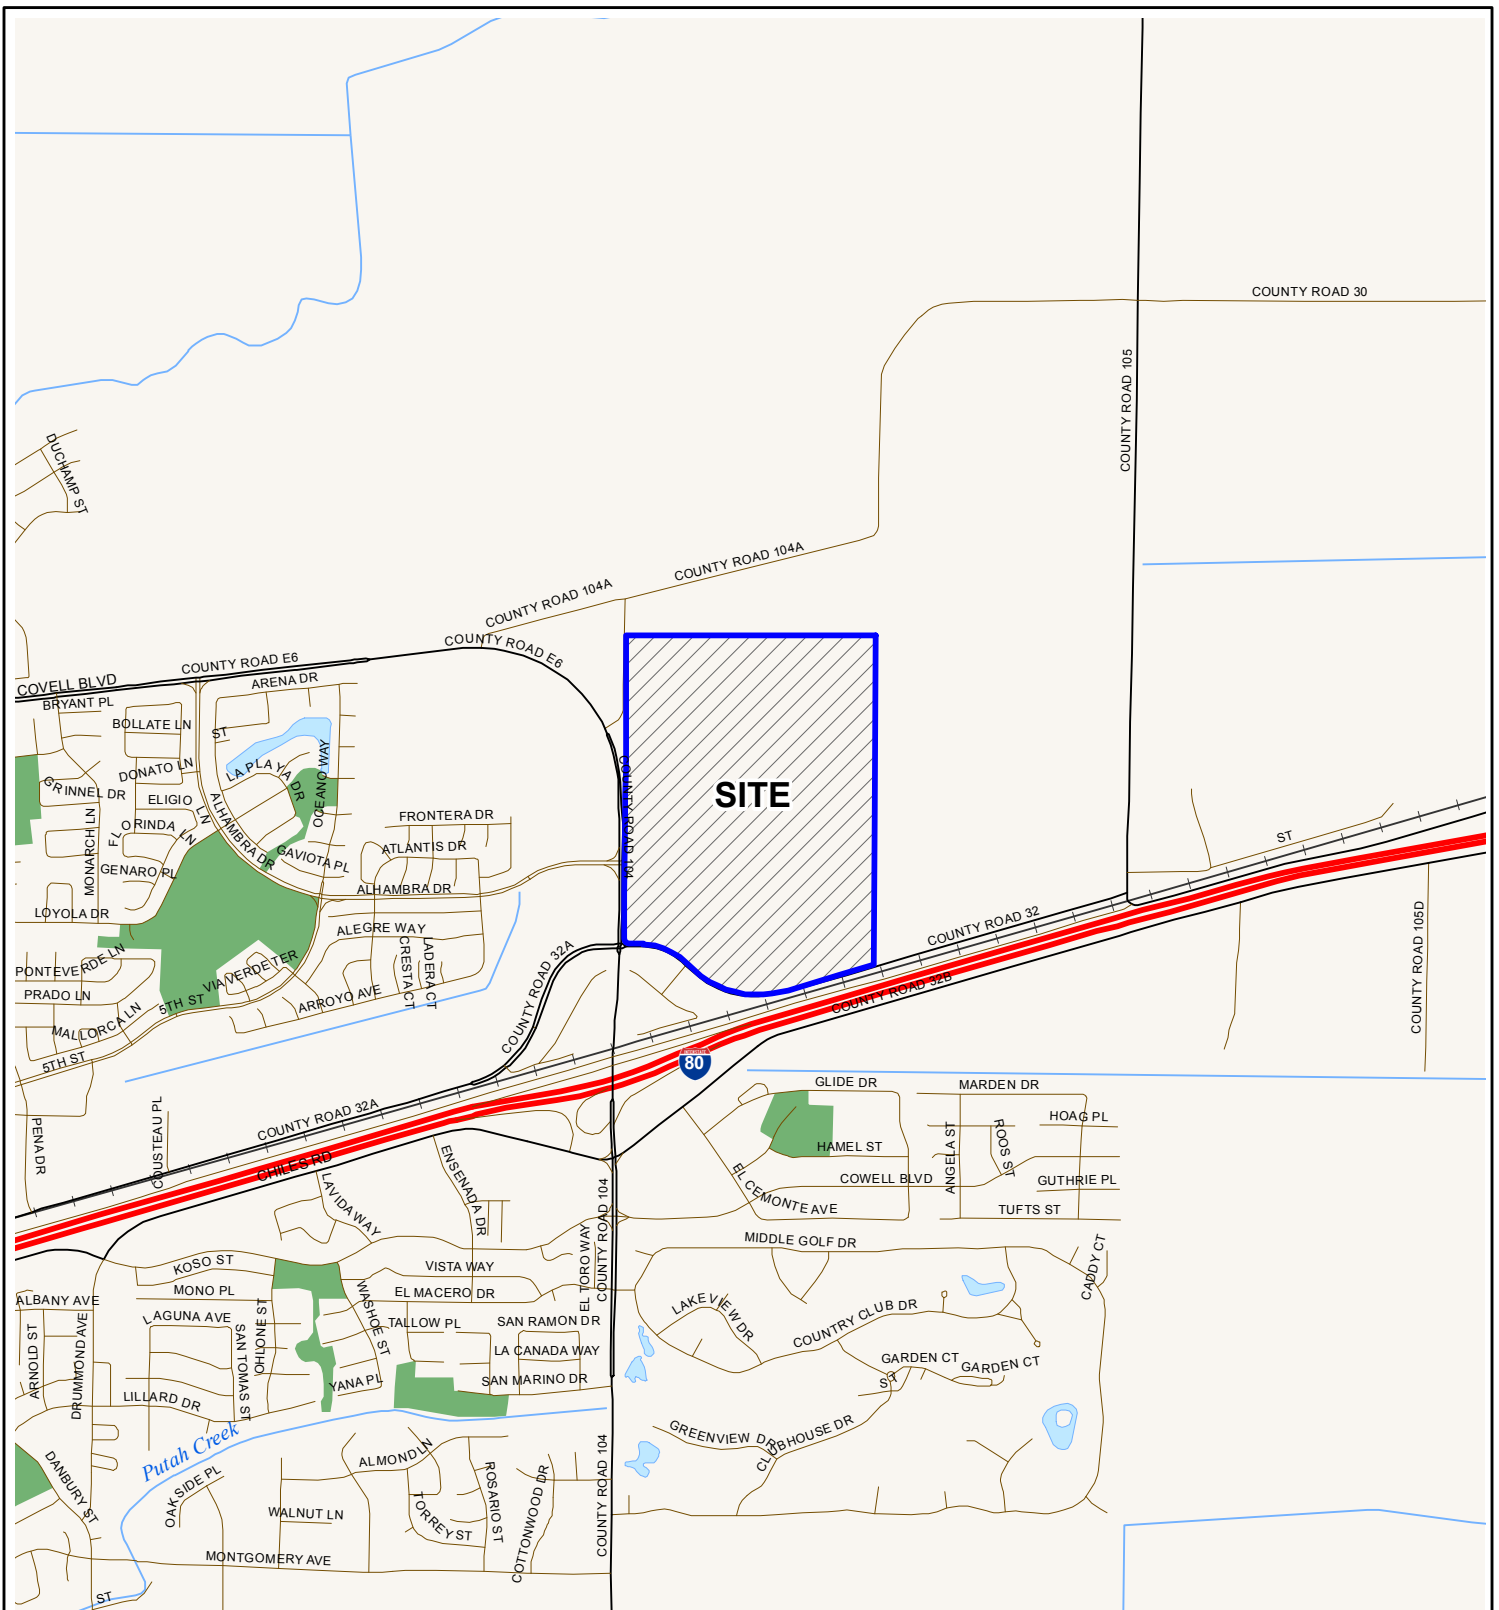 COUNTY ROAD 30
COUNTY ROAD 105
DUCHAMP ST
COUNTY ROAD 104A
COUNTY ROAD 104A
COUNTY ROAD E6
COUNTY ROAD E6
COVELL BLVD
ARENA DR
BRYANT PL
BOLLATE LN
ST
DONATO LN
LA PLAYA DR
OCEANO WAY
GRINNEL DR
ELIGIO LN
ALHAMBRA DR
COUNTY ROAD 104
SITE
FRONTERA DR
FLORINDA LN
MONARCH LN
ATLANTIS DR
GAVIOTA PL
GENARO PL
ALHAMBRA DR
ST
LOYOLA DR
ALEGRE WAY
COUNTY ROAD 32
COUNTY ROAD 105D
CRESTA CT
LADERA CT
PONTEVERDE LN
VIA VERDE TER
COUNTY ROAD 32A
PRADO LN
5TH ST
ARROYO AVE
COUNTY ROAD 32B
MALLORCA LN
5TH ST
INTERSTATE
80
GLIDE DR
MARDEN DR
COUSTEAU PL
COUNTY ROAD 32A
HOAG PL
PENA DR
HAMEL ST
ANGELA ST
ROOS ST
CHILES RD
ENSENADA DR
EL CEMONTE AVE
COWELL BLVD
GUTHRIE PL
LAVIDA WAY
COUNTY ROAD 104
TUFTS ST
MIDDLE GOLF DR
EL TORO WAY
CADDY CT
KOSO ST
VISTA WAY
MONO PL
EL MACERO DR
WASHOE ST
ALBANY AVE
LAGUNA AVE
TALLOW PL
SAN RAMON DR
LAKEVIEW DR
COUNTRY CLUB DR
ARNOLD ST
DRUMMOND AVE
SAN TOMAS ST
OHLONE ST
LA CANADA WAY
GARDEN CT
GARDEN CT
YANA PL
SAN MARINO DR
ST
LILLARD DR
GREENVIEW DR
CLUBHOUSE DR
Putah Creek
ALMOND LN
DANBURY ST
OAKSIDE PL
ROSARIO ST
COTTONWOOD DR
COUNTY ROAD 104
TORREY ST
WALNUT LN
MONTGOMERY AVE
ST